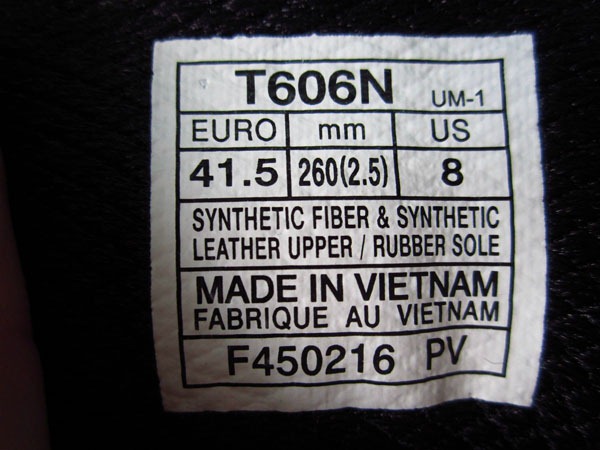 T606N UM-1
EURO mm US
41.5 260(2.5) 8
SYNTHETIC FIBER & SYNTHETIC
LEATHER UPPER / RUBBER SOLE
MADE IN VIETNAM
FABRIQUE AU VIETNAM
F450216 PV